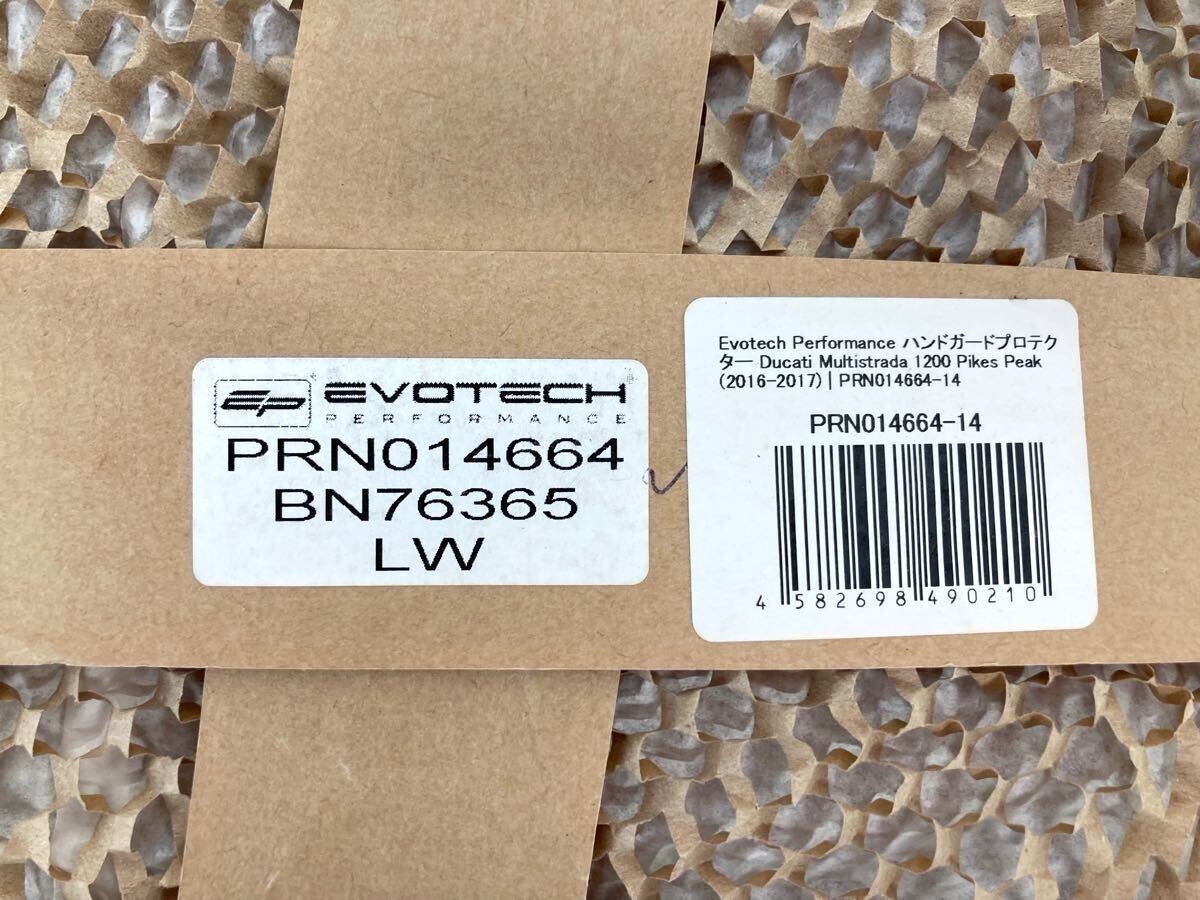 EP EVOTECH
PERFORMANCE
PRN014664
BN76365
LW
Evotech Performance ハンドガードプロテク
ター Ducati Multistrada 1200 Pikes Peak
(2016-2017) | PRN014664-14
PRN014664-14
4 582698 490210